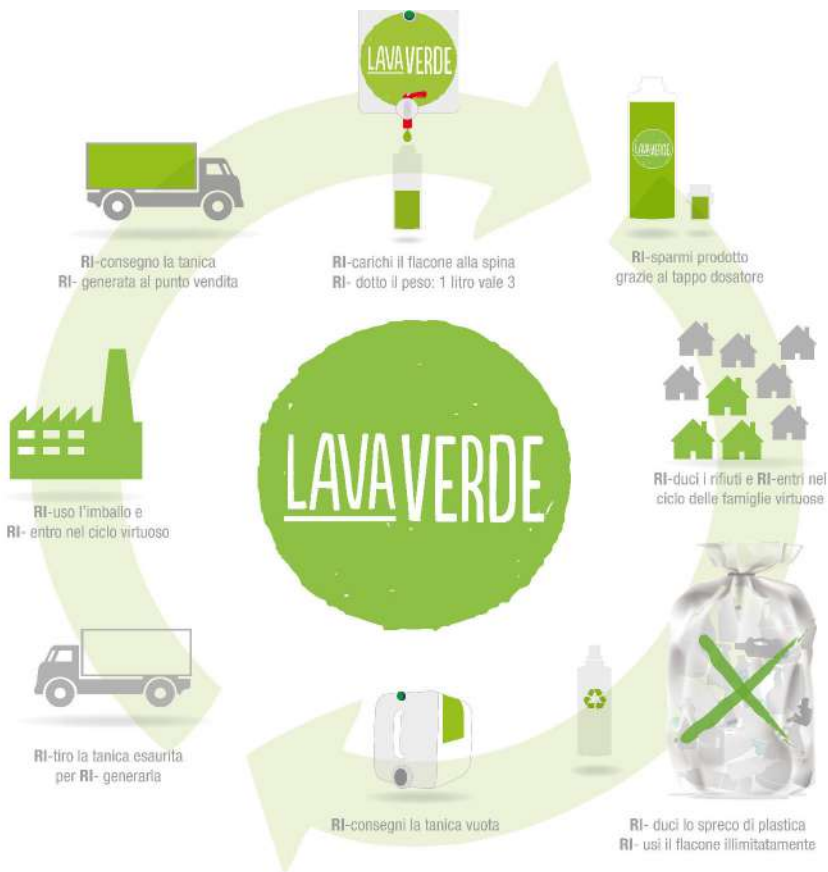 LAVAVERDE
LAVAVERDE
RI-consegno la tanica
RI- generata al punto vendita
RI-carichi il flacone alla spina
RI- dotto il peso: 1 litro vale 3
RI-sparmi prodotto
grazie al tappo dosatore
RI-uso l'imballo e
RI- entro nel ciclo virtuoso
LAVAVERDE
RI-duci i rifiuti e RI-entri nel
ciclo delle famiglie virtuose
RI-tiro la tanica esaurita
per RI- generarla
RI-consegni la tanica vuota
RI- duci lo spreco di plastica
RI- usi il flacone illimitatamente